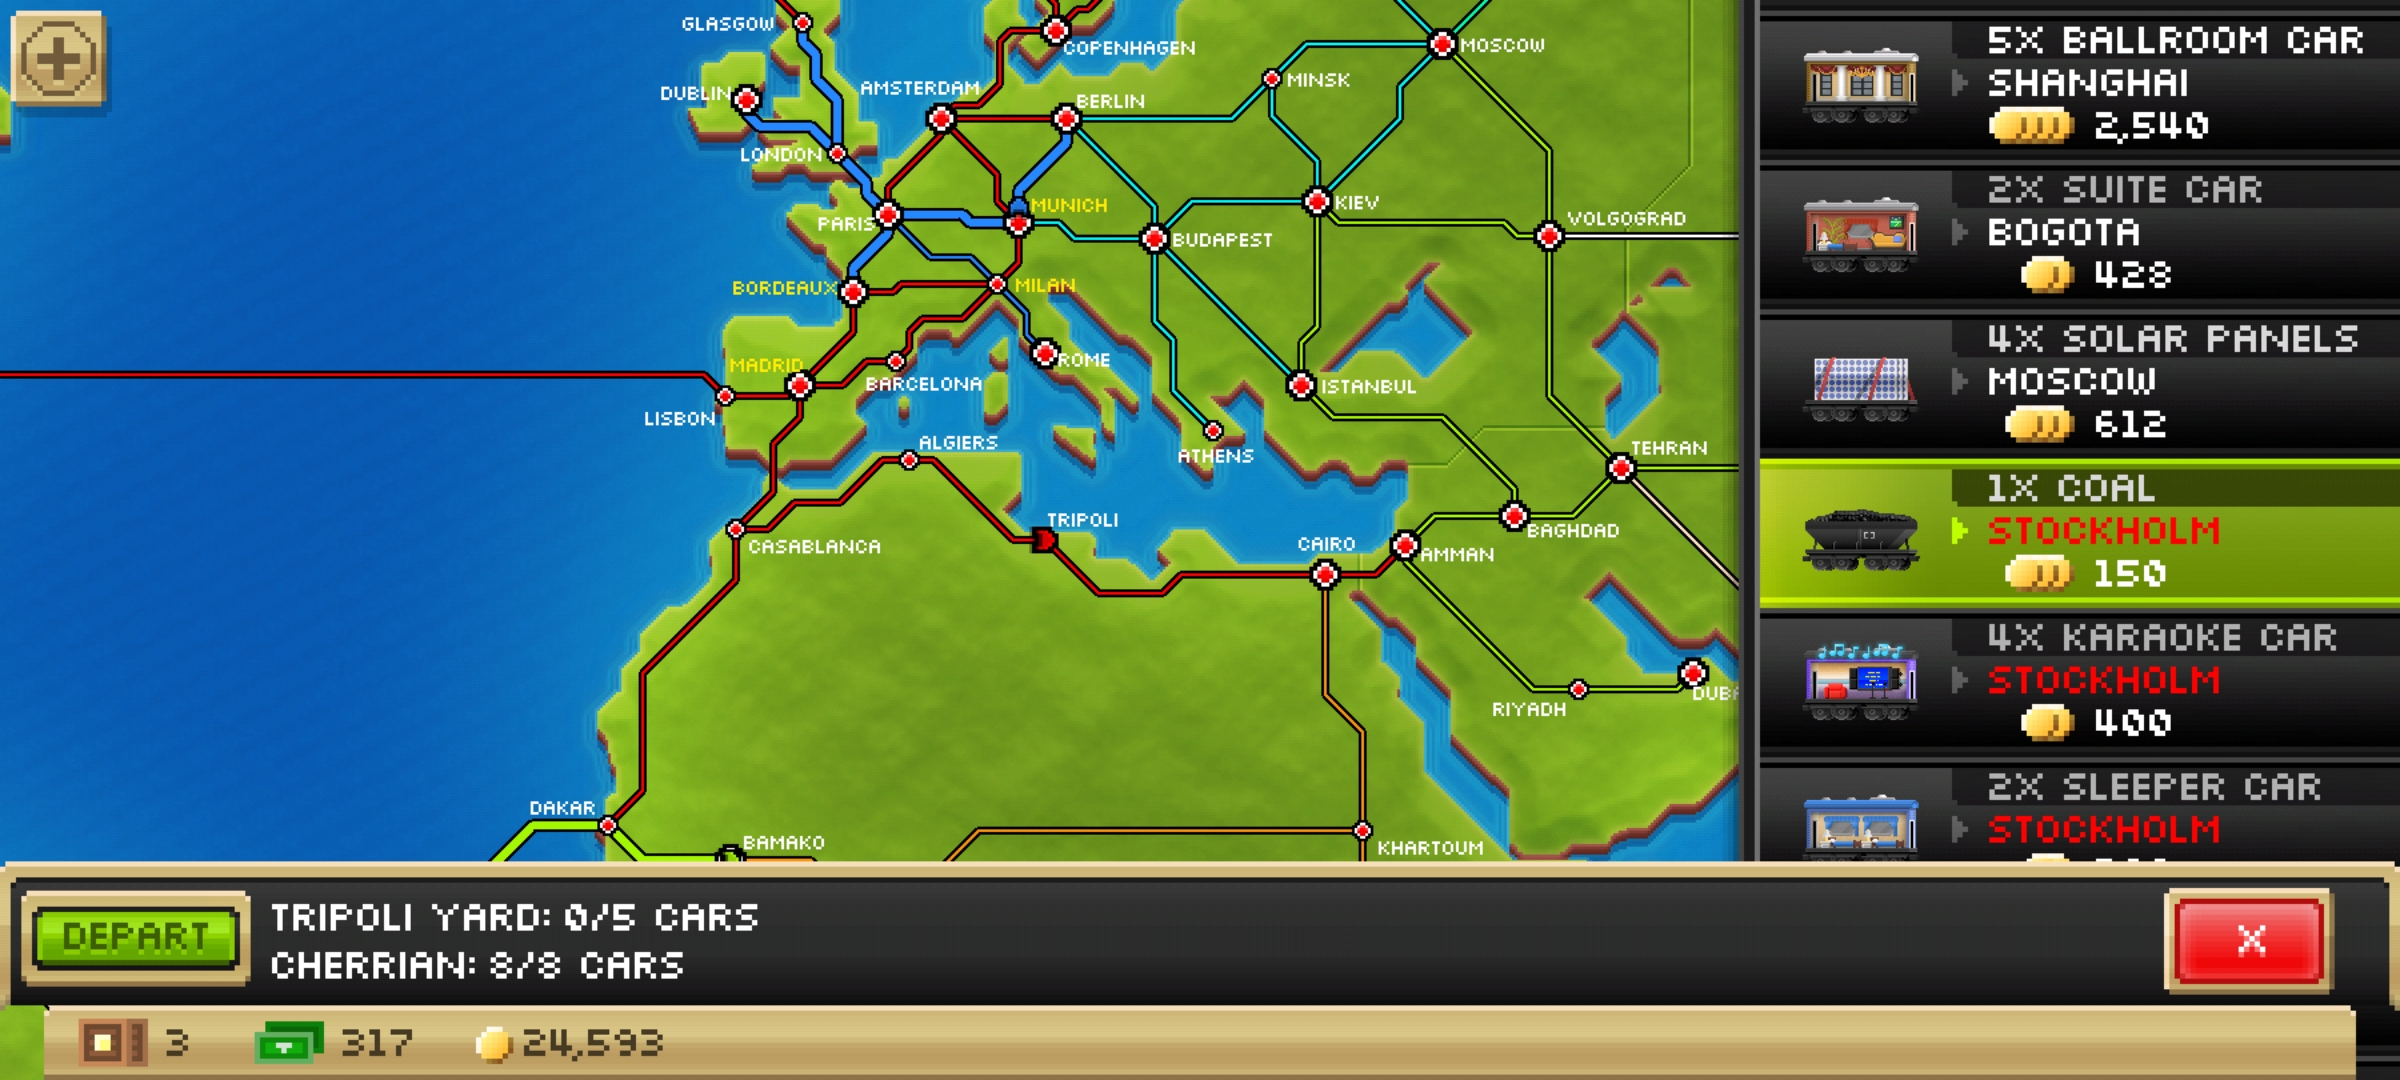 GLASGOW
COPENHAGEN
MOSCOW
DUBLIN
AMSTERDAM
BERLIN
MINSK
LONDON
PARIS
MUNICH
KIEV
VOLGOGRAD
BUDAPEST
BORDEAUX
MILAN
MADRID
ROME
BARCELONA
ISTANBUL
LISBON
ALGIERS
ATHENS
TEHRAN
TRIPOLI
CASABLANCA
CAIRO
AMMAN
BAGHDAD
RIYADH
DUBA
DAKAR
BAMAKO
KHARTOUM
5X BALLROOM CAR
SHANGHAI
2,540
2X SUITE CAR
BOGOTA
428
4X SOLAR PANELS
MOSCOW
612
1X COAL
STOCKHOLM
150
4X KARAOKE CAR
STOCKHOLM
400
2X SLEEPER CAR
STOCKHOLM
DEPART
TRIPOLI YARD: 0/5 CARS
CHERRIAN: 8/8 CARS
X
3
317
24,593